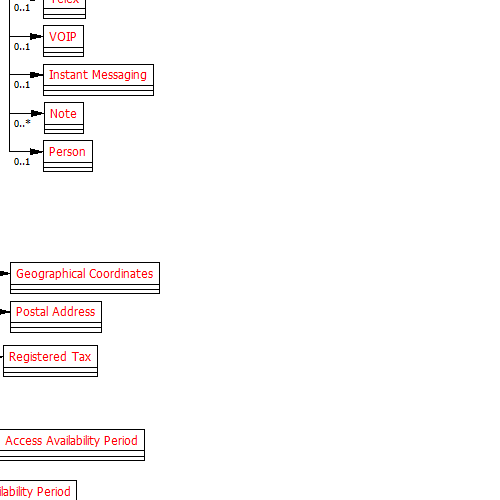 Telex
0..1
VOIP
0..1
Instant Messaging
0..1
Note
0..*
Person
0..1
Geographical Coordinates
Postal Address
Registered Tax
Access Availability Period
ilability Period